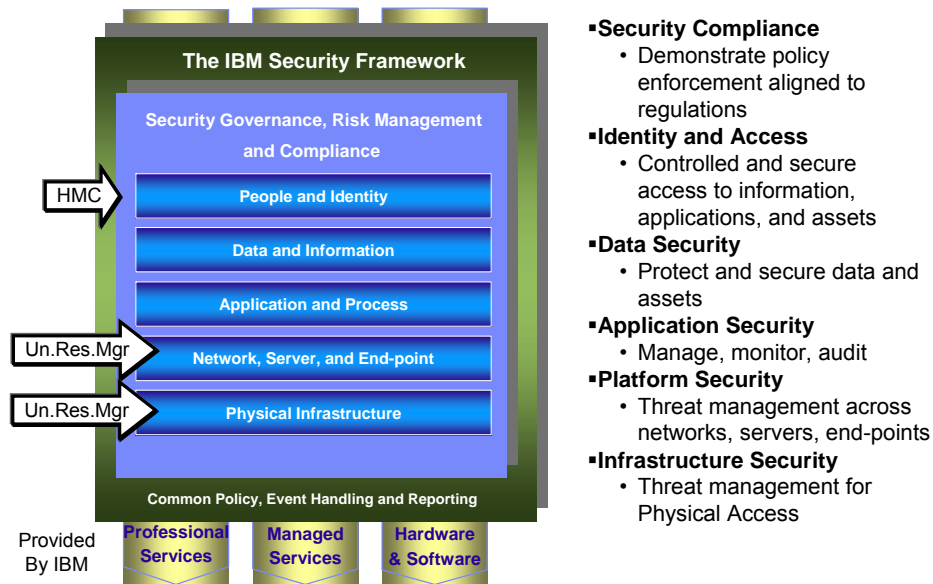 The IBM Security Framework
Security Governance, Risk Management
and Compliance
HMC
People and Identity
Data and Information
Application and Process
Un.Res.Mgr
Network, Server, and End-point
Un.Res.Mgr
Physical Infrastructure
Common Policy, Event Handling and Reporting
Provided
By IBM
Professional
Services
Managed
Services
Hardware
& Software
▪Security Compliance
• Demonstrate policy
enforcement aligned to
regulations
▪Identity and Access
• Controlled and secure
access to information,
applications, and assets
▪Data Security
• Protect and secure data and
assets
▪Application Security
• Manage, monitor, audit
▪Platform Security
• Threat management across
networks, servers, end-points
▪Infrastructure Security
• Threat management for
Physical Access